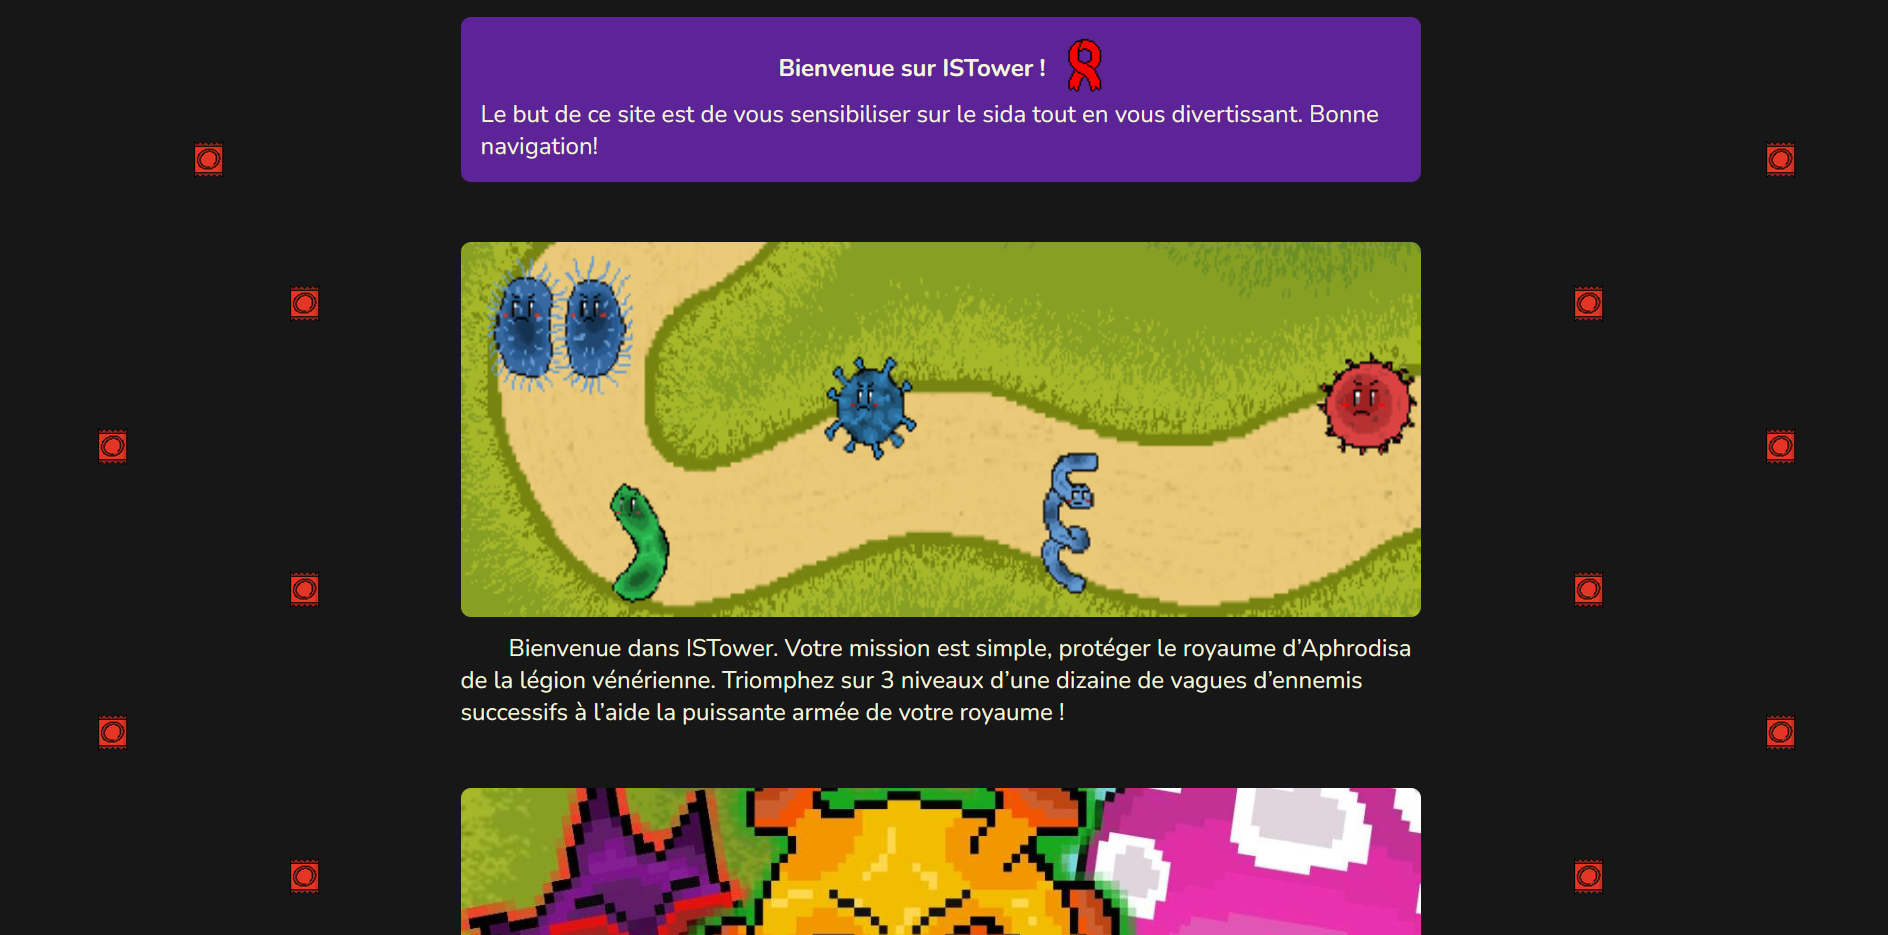 Bienvenue sur ISTower !
Le but de ce site est de vous sensibiliser sur le sida tout en vous divertissant. Bonne
navigation!
Bienvenue dans ISTower. Votre mission est simple, protéger le royaume d’Aphrodisa
de la légion vénérienne. Triomphez sur 3 niveaux d’une dizaine de vagues d’ennemis
successifs à l’aide la puissante armée de votre royaume !